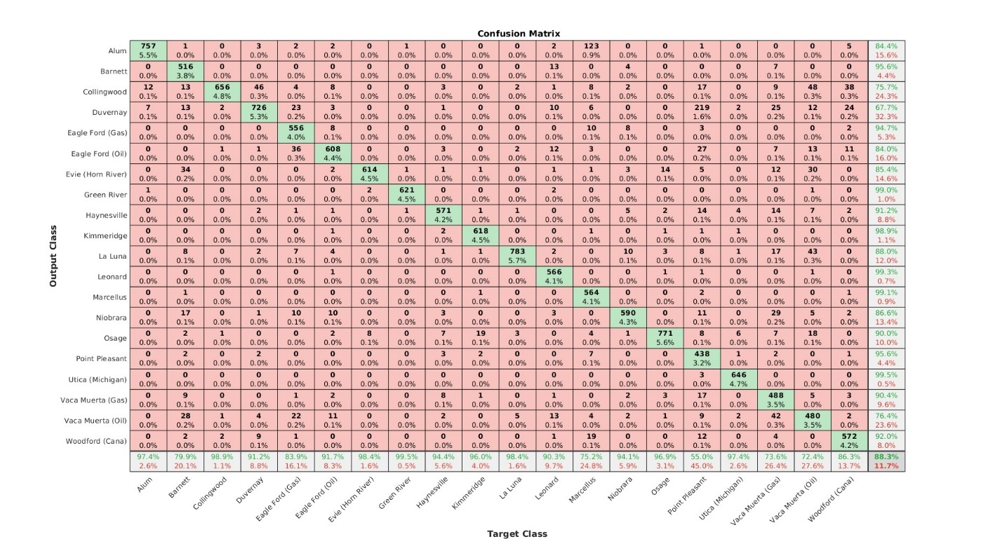 Confusion Matrix
Alum 757 1 0 3 2 2 0 1 0 0 0 2 123 0 0 1 0 0 0 5 84.4%
5.5% 0.0% 0.0% 0.0% 0.0% 0.0% 0.0% 0.0% 0.0% 0.0% 0.0% 0.0% 0.9% 0.0% 0.0% 0.0% 0.0% 0.0% 0.0% 0.0% 15.6%
Barnett 0 516 0 0 0 0 0 0 0 0 0 13 0 4 0 0 0 7 0 0 95.6%
0.0% 3.8% 0.0% 0.0% 0.0% 0.0% 0.0% 0.0% 0.0% 0.0% 0.0% 0.1% 0.0% 0.0% 0.0% 0.0% 0.0% 0.1% 0.0% 0.0% 4.4%
Collingwood 12 13 656 46 4 8 0 0 3 0 2 1 8 2 0 17 0 9 48 38 75.7%
0.1% 0.1% 4.8% 0.3% 0.0% 0.1% 0.0% 0.0% 0.0% 0.0% 0.0% 0.0% 0.1% 0.0% 0.0% 0.1% 0.0% 0.1% 0.3% 0.3% 24.3%
Duvernay 7 13 2 726 23 3 0 0 1 0 0 10 6 0 0 219 2 25 12 24 67.7%
0.1% 0.1% 0.0% 5.3% 0.2% 0.0% 0.0% 0.0% 0.0% 0.0% 0.0% 0.1% 0.0% 0.0% 0.0% 1.6% 0.0% 0.2% 0.1% 0.2% 32.3%
Eagle Ford (Gas) 0 0 0 0 556 8 0 0 0 0 0 0 10 8 0 3 0 0 0 2 94.7%
0.0% 0.0% 0.0% 0.0% 4.0% 0.1% 0.0% 0.0% 0.0% 0.0% 0.0% 0.0% 0.1% 0.1% 0.0% 0.0% 0.0% 0.0% 0.0% 0.0% 5.3%
Eagle Ford (Oil) 0 0 1 1 36 608 0 0 3 0 2 12 3 0 0 27 0 7 13 11 84.0%
0.0% 0.0% 0.0% 0.0% 0.3% 4.4% 0.0% 0.0% 0.0% 0.0% 0.0% 0.1% 0.0% 0.0% 0.0% 0.2% 0.0% 0.1% 0.1% 0.1% 16.0%
Evie (Horn River) 0 34 0 0 0 2 614 1 1 1 0 1 1 3 14 5 0 12 30 0 85.4%
0.0% 0.2% 0.0% 0.0% 0.0% 0.0% 4.5% 0.0% 0.0% 0.0% 0.0% 0.0% 0.0% 0.0% 0.1% 0.0% 0.0% 0.1% 0.2% 0.0% 14.6%
Green River 1 0 0 0 0 0 2 621 0 0 0 2 0 0 0 0 0 0 1 0 99.0%
0.0% 0.0% 0.0% 0.0% 0.0% 0.0% 0.0% 4.5% 0.0% 0.0% 0.0% 0.0% 0.0% 0.0% 0.0% 0.0% 0.0% 0.0% 0.0% 0.0% 1.0%
Haynesville 0 0 0 2 1 1 0 1 571 1 1 0 0 5 2 14 4 14 7 2 91.2%
0.0% 0.0% 0.0% 0.0% 0.0% 0.0% 0.0% 0.0% 4.2% 0.0% 0.0% 0.0% 0.0% 0.0% 0.0% 0.1% 0.0% 0.1% 0.1% 0.0% 8.8%
Kimmeridge 0 0 0 0 0 1 0 0 2 618 0 0 1 0 1 1 1 0 0 0 98.9%
0.0% 0.0% 0.0% 0.0% 0.0% 0.0% 0.0% 0.0% 0.0% 4.5% 0.0% 0.0% 0.0% 0.0% 0.0% 0.0% 0.0% 0.0% 0.0% 0.0% 1.1%
La Luna 0 8 0 2 7 4 0 0 1 1 783 2 0 10 3 8 1 17 43 0 88.0%
0.0% 0.1% 0.0% 0.0% 0.1% 0.0% 0.0% 0.0% 0.0% 0.0% 5.7% 0.0% 0.0% 0.1% 0.0% 0.1% 0.0% 0.1% 0.3% 0.0% 12.0%
Leonard 0 0 0 0 0 1 0 0 0 0 0 566 0 0 1 1 0 0 1 0 99.3%
0.0% 0.0% 0.0% 0.0% 0.0% 0.0% 0.0% 0.0% 0.0% 0.0% 0.0% 4.1% 0.0% 0.0% 0.0% 0.0% 0.0% 0.0% 0.0% 0.0% 0.7%
Marcellus 0 1 0 0 0 0 0 0 0 1 0 0 564 0 0 2 0 0 0 1 99.1%
0.0% 0.0% 0.0% 0.0% 0.0% 0.0% 0.0% 0.0% 0.0% 0.0% 0.0% 0.0% 4.1% 0.0% 0.0% 0.0% 0.0% 0.0% 0.0% 0.0% 0.9%
Niobrara 0 17 0 1 10 10 0 0 3 0 0 3 0 590 0 11 0 29 5 2 86.6%
0.0% 0.1% 0.0% 0.0% 0.1% 0.1% 0.0% 0.0% 0.0% 0.0% 0.0% 0.0% 0.0% 4.3% 0.0% 0.1% 0.0% 0.2% 0.0% 0.0% 13.4%
Osage 0 2 1 0 0 2 8 0 7 19 3 0 4 1 771 8 6 7 18 0 90.0%
0.0% 0.0% 0.0% 0.0% 0.0% 0.0% 0.1% 0.0% 0.1% 0.1% 0.0% 0.0% 0.0% 0.0% 5.6% 0.1% 0.0% 0.1% 0.1% 0.0% 10.0%
Point Pleasant 0 2 0 2 0 0 0 0 3 2 0 0 7 0 0 438 1 2 0 1 95.6%
0.0% 0.0% 0.0% 0.0% 0.0% 0.0% 0.0% 0.0% 0.0% 0.0% 0.0% 0.0% 0.1% 0.0% 0.0% 3.2% 0.0% 0.0% 0.0% 0.0% 4.4%
Utica (Michigan) 0 0 0 0 0 0 0 0 0 0 0 0 0 0 0 3 646 0 0 0 99.5%
0.0% 0.0% 0.0% 0.0% 0.0% 0.0% 0.0% 0.0% 0.0% 0.0% 0.0% 0.0% 0.0% 0.0% 0.0% 0.0% 4.7% 0.0% 0.0% 0.0% 0.5%
Vaca Muerta (Gas) 0 9 0 0 1 2 0 0 8 1 0 1 0 2 3 17 0 488 5 3 90.4%
0.0% 0.1% 0.0% 0.0% 0.0% 0.0% 0.0% 0.0% 0.1% 0.0% 0.0% 0.0% 0.0% 0.0% 0.0% 0.1% 0.0% 3.5% 0.0% 0.0% 9.6%
Vaca Muerta (Oil) 0 28 1 4 22 11 0 0 2 0 5 13 4 2 1 9 2 42 480 2 76.4%
0.0% 0.2% 0.0% 0.0% 0.2% 0.1% 0.0% 0.0% 0.0% 0.0% 0.0% 0.1% 0.0% 0.0% 0.0% 0.1% 0.0% 0.3% 3.5% 0.0% 23.6%
Woodford (Cana) 0 2 2 9 1 0 0 0 0 0 0 1 19 0 0 12 0 4 0 572 92.0%
0.0% 0.0% 0.0% 0.1% 0.0% 0.0% 0.0% 0.0% 0.0% 0.0% 0.0% 0.0% 0.1% 0.0% 0.0% 0.1% 0.0% 0.0% 0.0% 4.2% 8.0%
97.4% 79.9% 98.9% 91.2% 83.9% 91.7% 98.4% 99.5% 94.4% 96.0% 98.4% 90.3% 75.2% 94.1% 96.9% 55.0% 97.4% 73.6% 72.4% 86.3% 88.3%
2.6% 20.1% 1.1% 8.8% 16.1% 8.3% 1.6% 0.5% 5.6% 4.0% 1.6% 9.7% 24.8% 5.9% 3.1% 45.0% 2.6% 26.4% 27.6% 13.7% 11.7%
Output Class
Alum
Barnett
Collingwood
Duvernay
Eagle Ford (Gas)
Eagle Ford (Oil)
Evie (Horn River)
Green River
Haynesville
Kimmeridge
La Luna
Leonard
Marcellus
Niobrara
Osage
Point Pleasant
Utica (Michigan)
Vaca Muerta (Gas)
Vaca Muerta (Oil)
Woodford (Cana)
Target Class